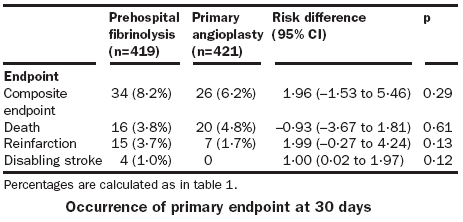 Prehospital Primary Risk difference p
fibrinolysis angioplasty (95% CI)
(n=419) (n=421)
Endpoint
Composite 34 (8·2%) 26 (6·2%) 1·96 (–1·53 to 5·46) 0·29
endpoint
Death 16 (3·8%) 20 (4·8%) –0·93 (–3·67 to 1·81) 0·61
Reinfarction 15 (3·7%) 7 (1·7%) 1·99 (–0·27 to 4·24) 0·13
Disabling stroke 4 (1·0%) 0 1·00 (0·02 to 1·97) 0·12
Percentages are calculated as in table 1.
Occurrence of primary endpoint at 30 days